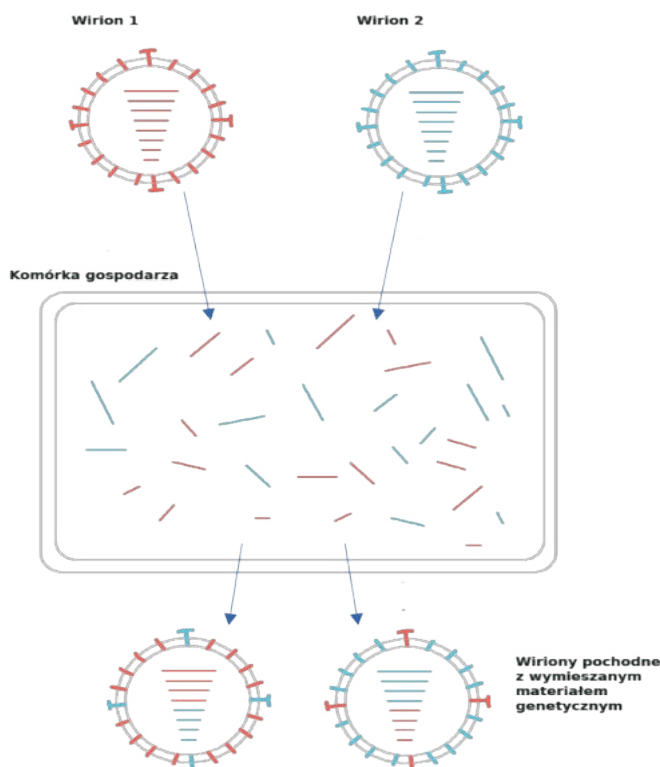 Wirion 1
Wirion 2
Komórka gospodarza
Wiriony pochodne
z wymieszanym
materiałem
genetycznym